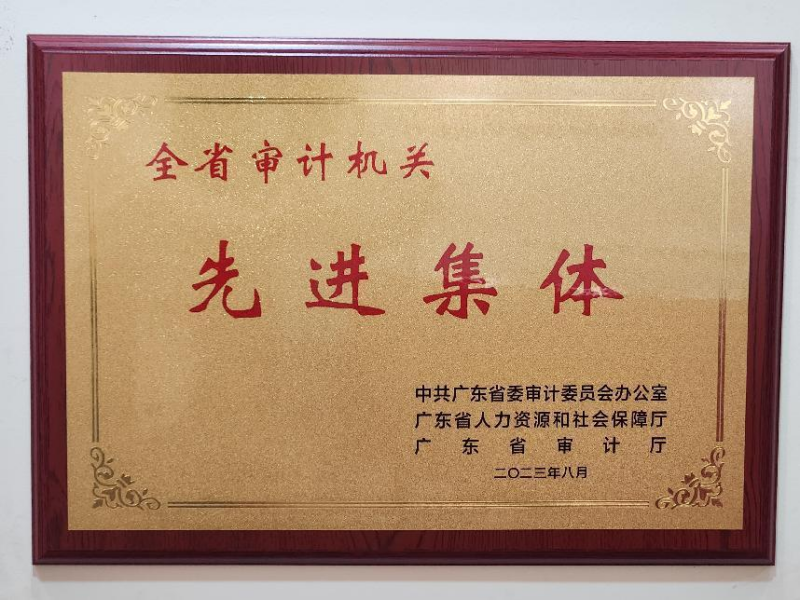 全省审计机关
先进集体
中共广东省委审计委员会办公室
广东省人力资源和社会保障厅
广东省审计厅
二〇二三年八月